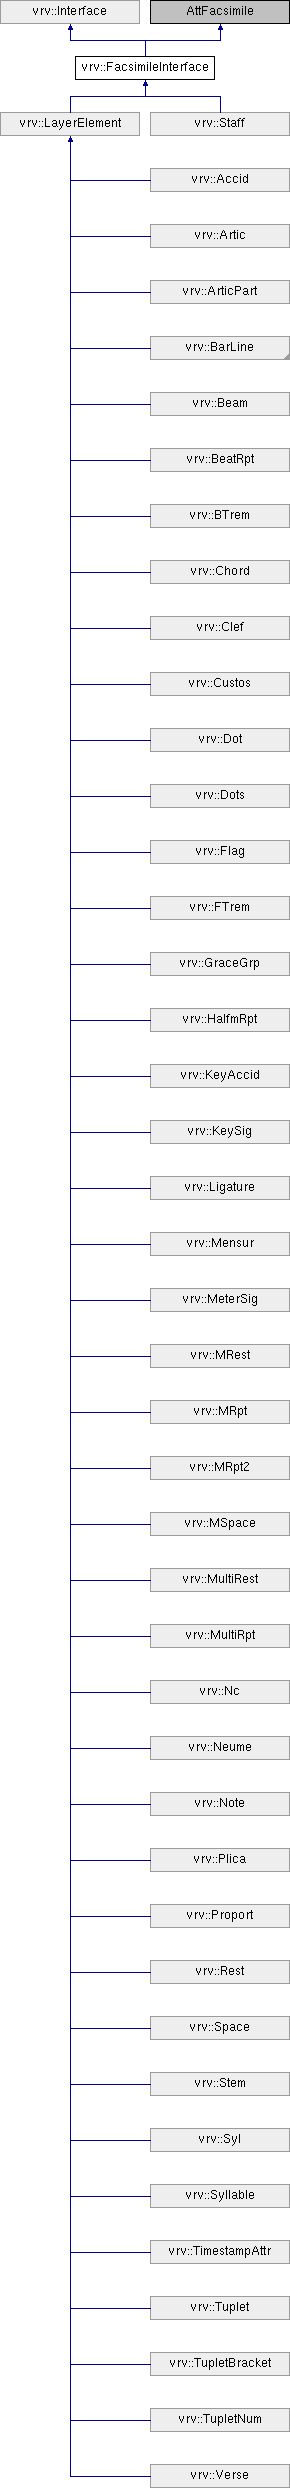 vrv::Interface
AttFacsimile
vrv::FacsimileInterface
vrv::LayerElement
vrv::Staff
vrv::Accid
vrv::Artic
vrv::ArticPart
vrv::BarLine
vrv::Beam
vrv::BeatRpt
vrv::BTrem
vrv::Chord
vrv::Clef
vrv::Custos
vrv::Dot
vrv::Dots
vrv::Flag
vrv::FTrem
vrv::GraceGrp
vrv::HalfmRpt
vrv::KeyAccid
vrv::KeySig
vrv::Ligature
vrv::Mensur
vrv::MeterSig
vrv::MRest
vrv::MRpt
vrv::MRpt2
vrv::MSpace
vrv::MultiRest
vrv::MultiRpt
vrv::Nc
vrv::Neume
vrv::Note
vrv::Plica
vrv::Proport
vrv::Rest
vrv::Space
vrv::Stem
vrv::Syl
vrv::Syllable
vrv::TimestampAttr
vrv::Tuplet
vrv::TupletBracket
vrv::TupletNum
vrv::Verse